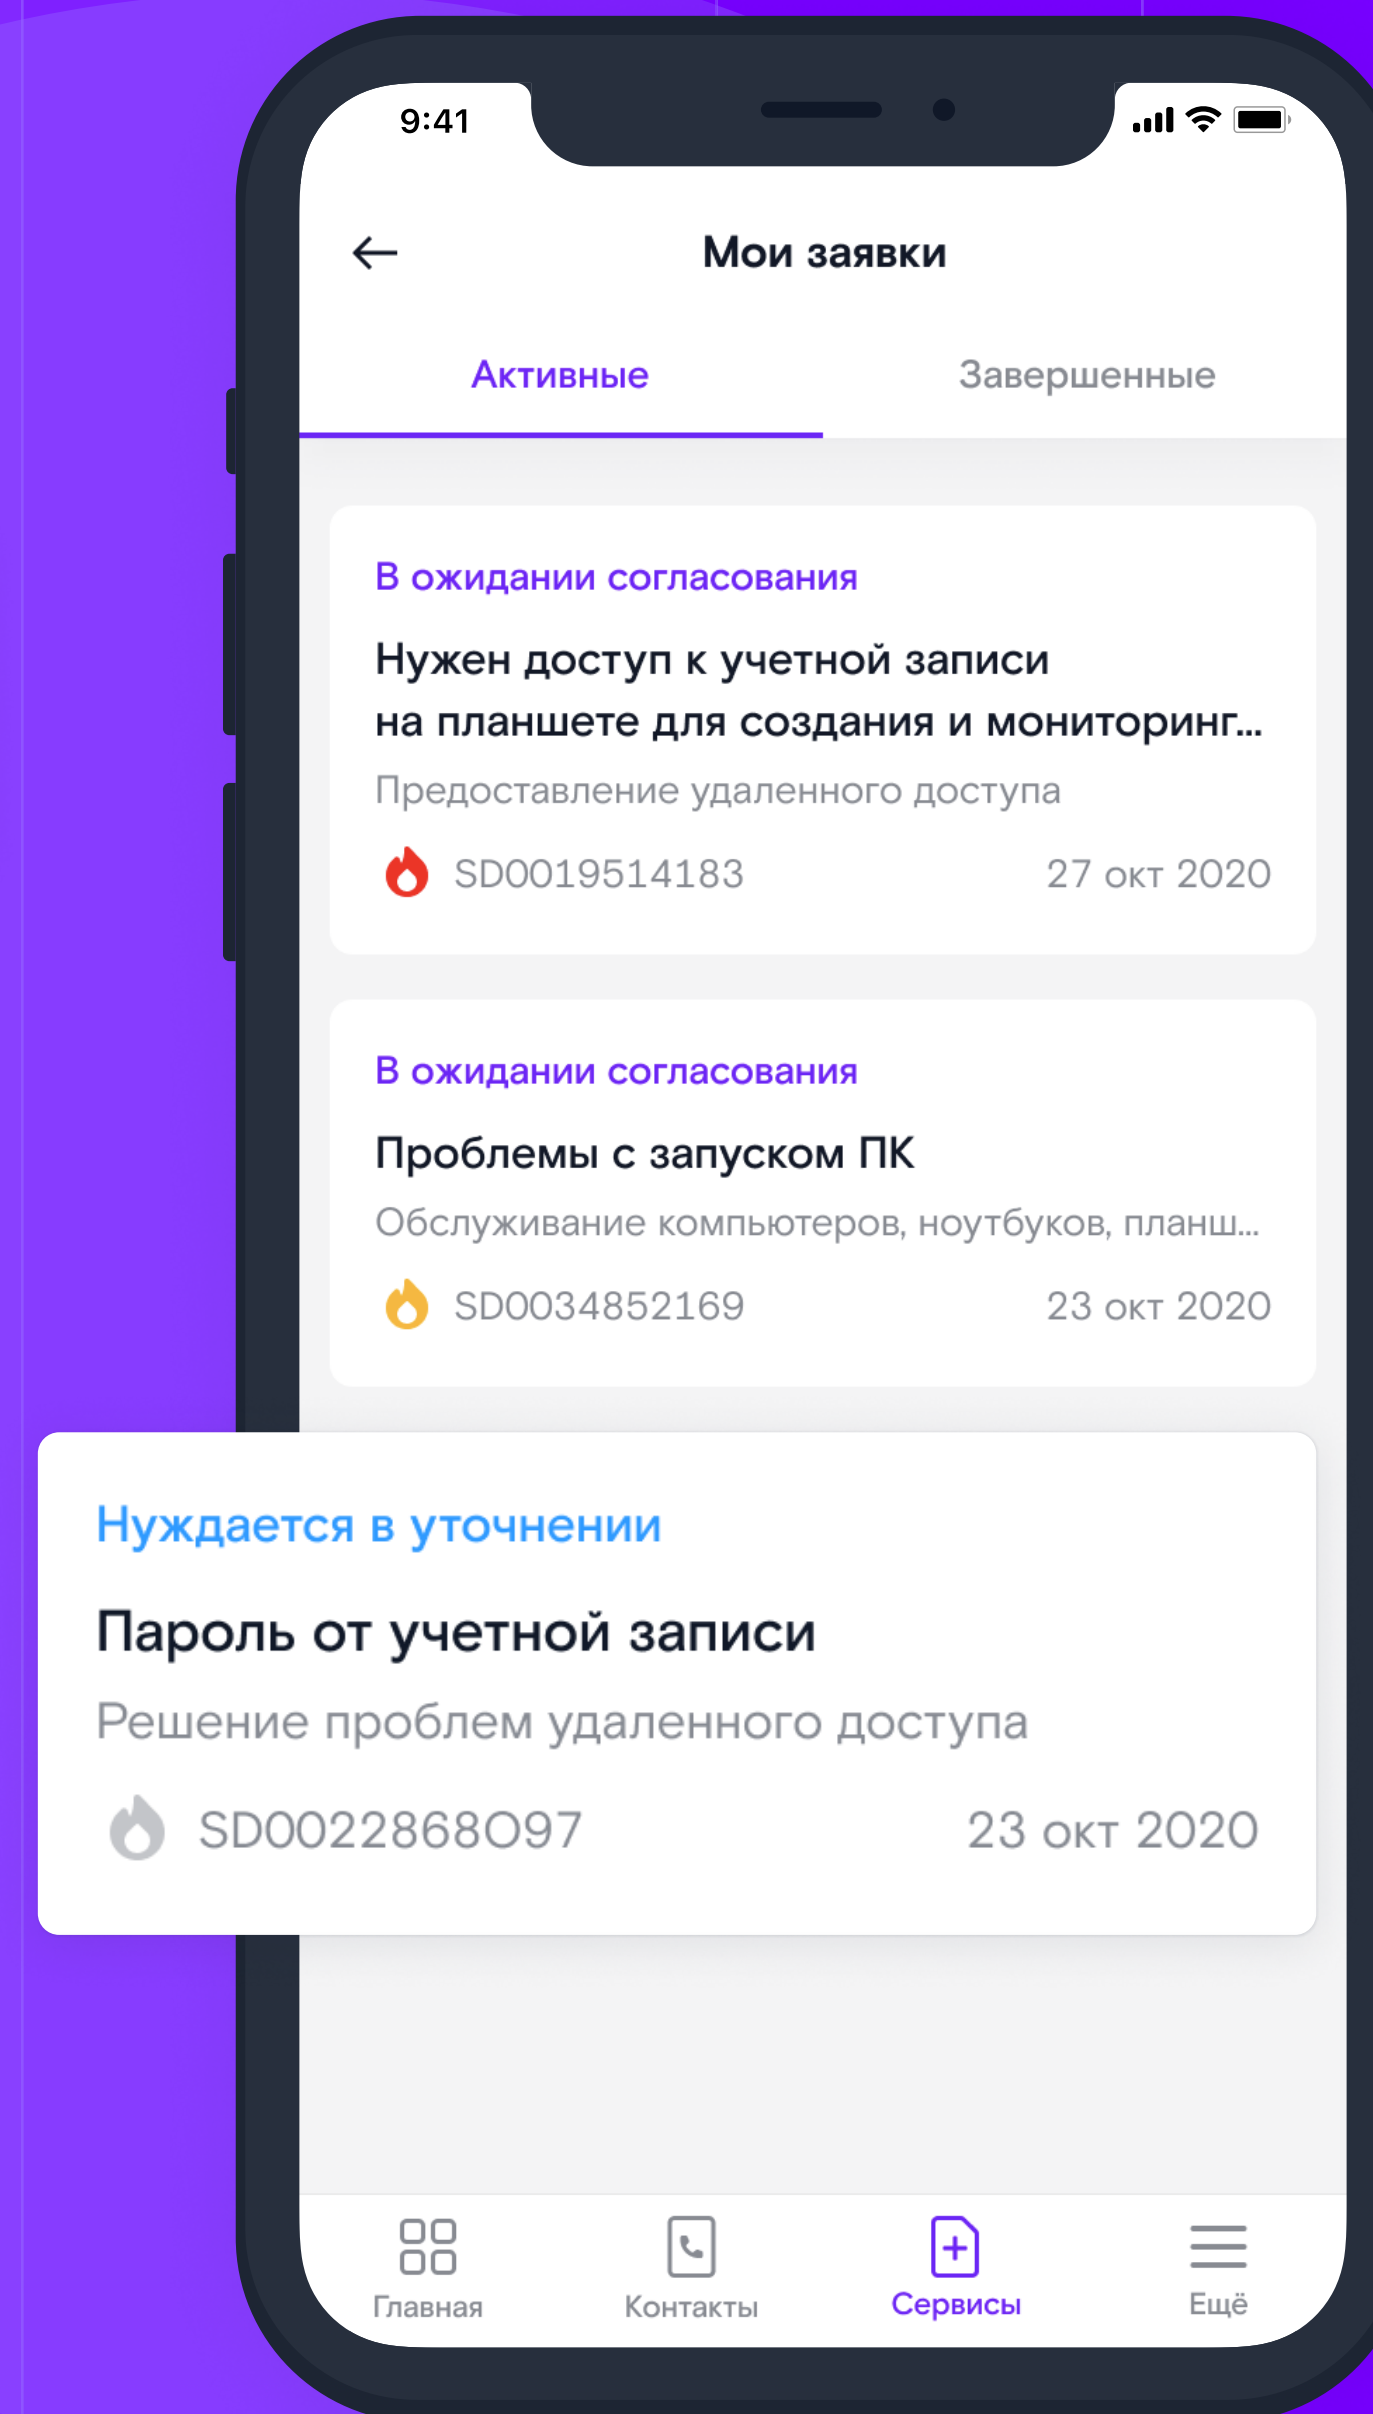 9:41
Мои заявки
Активные
Завершенные
В ожидании согласования
Нужен доступ к учетной записи
на планшете для создания и мониторинг...
Предоставление удаленного доступа
SD0019514183
27 окт 2020
В ожидании согласования
Проблемы с запуском ПК
Обслуживание компьютеров, ноутбуков, планш...
SD0034852169
23 окт 2020
Нуждается в уточнении
Пароль от учетной записи
Решение проблем удаленного доступа
SD0022868O97
23 окт 2020
Главная
Контакты
Сервисы
Ещё